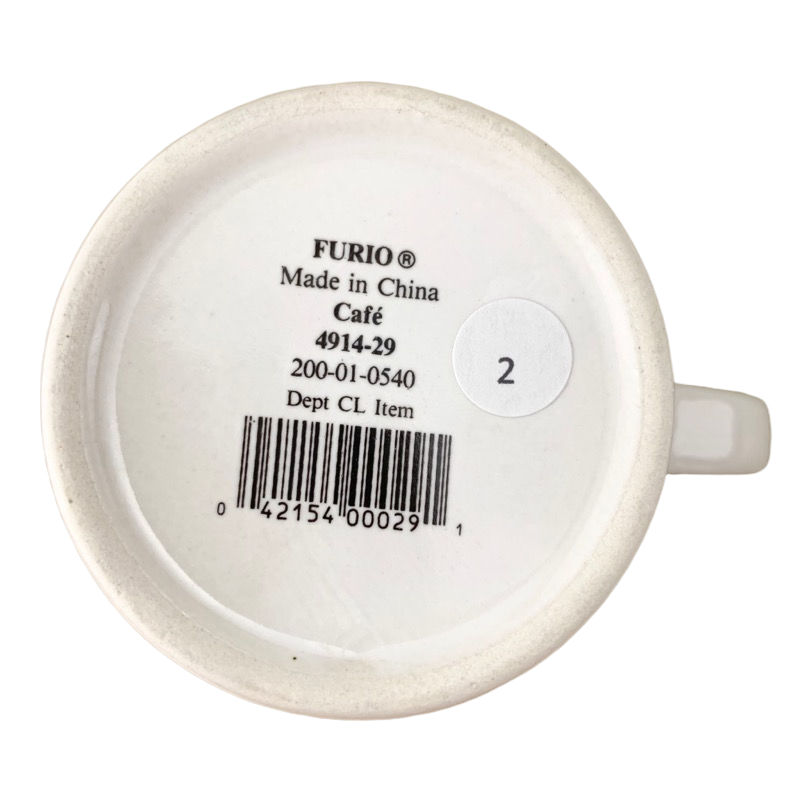 FURIO®
Made in China
Café
4914-29
200-01-0540
Dept CL Item
0 42154 00029 1
2